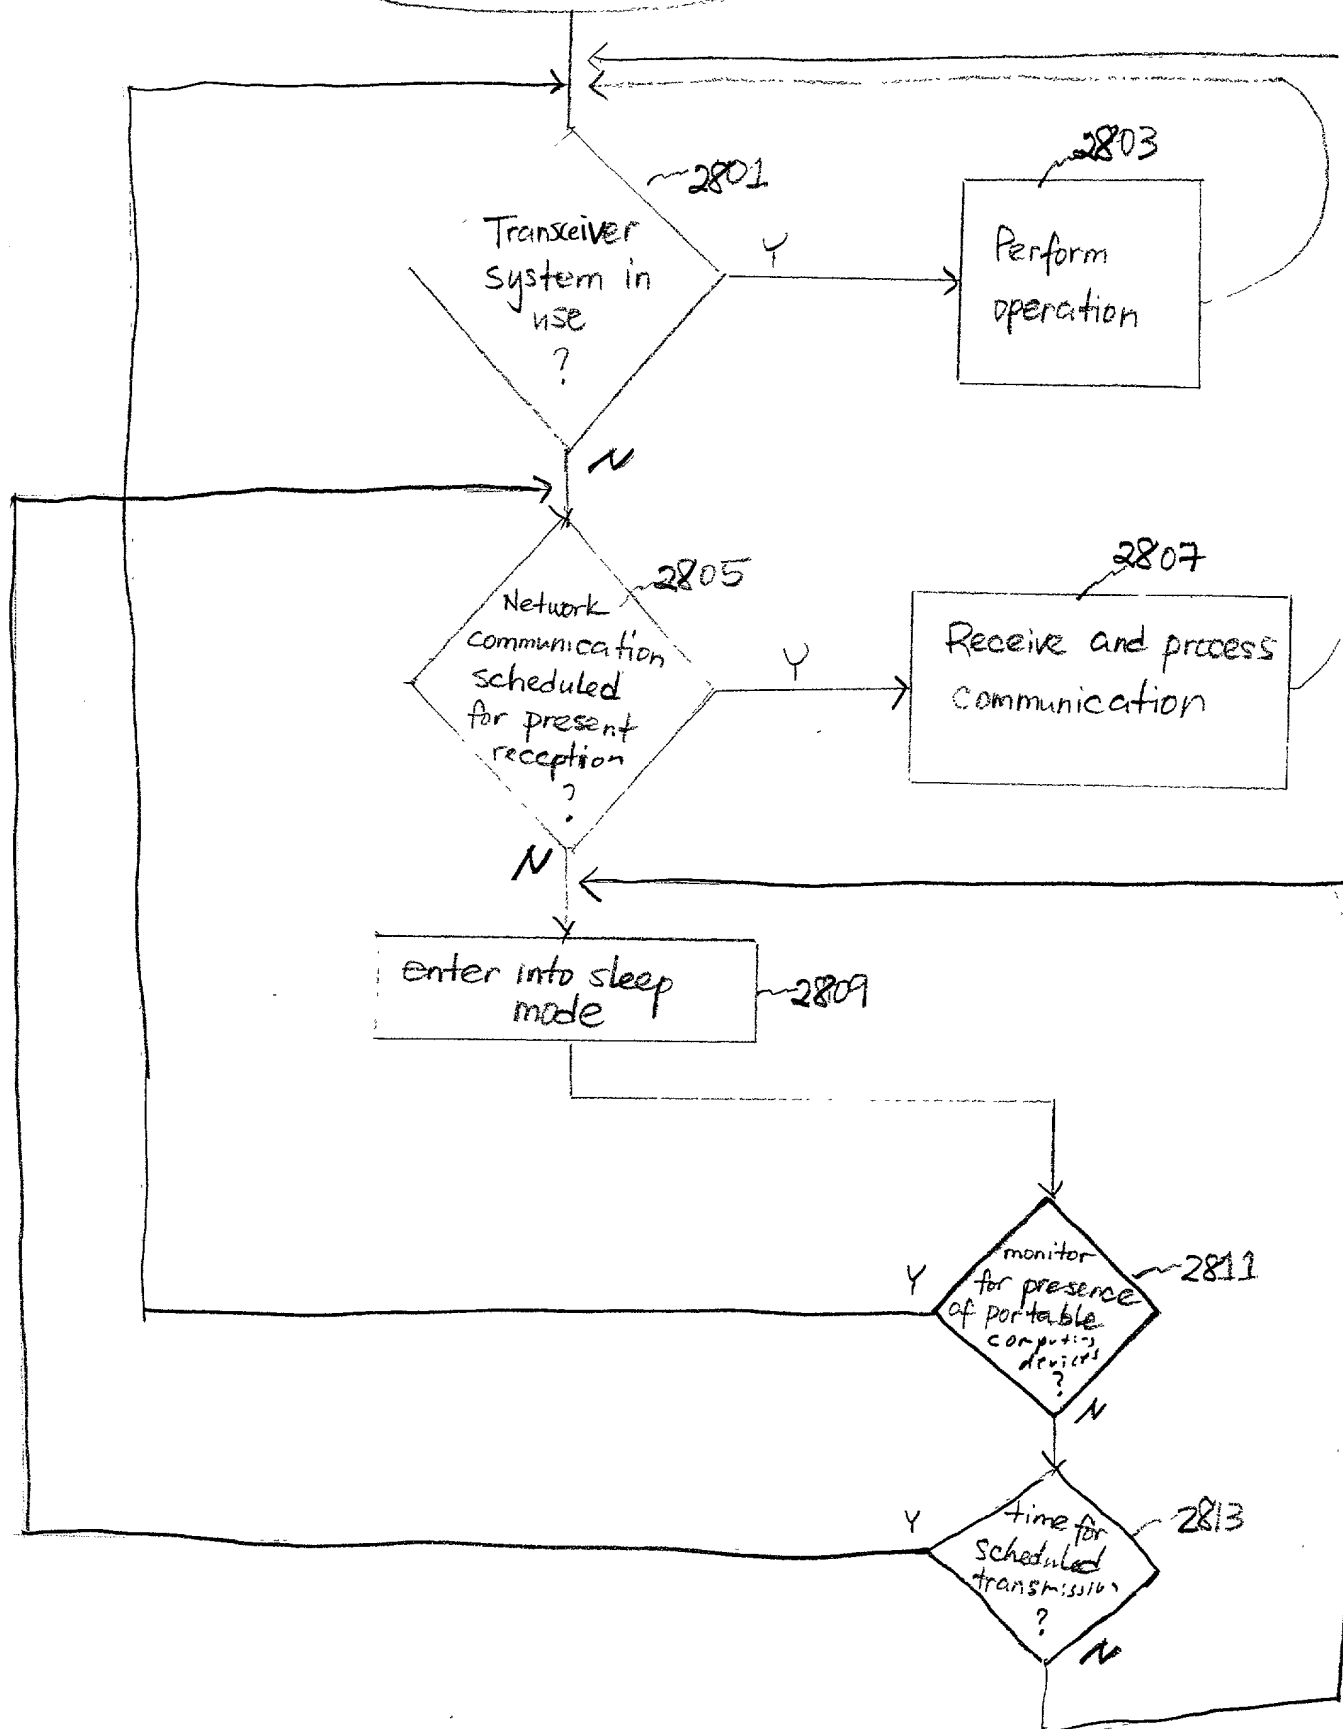 2801
2803
Transceiver
system in
use
?
Y
Perform
operation
N
2805
2807
Network
communication
scheduled
for present
reception
?
Y
Receive and process
communication
N
enter into sleep
mode
2809
monitor
for presence
of portable
computing
devices
?
2811
Y
N
time for
scheduled
transmission
?
2813
Y
N